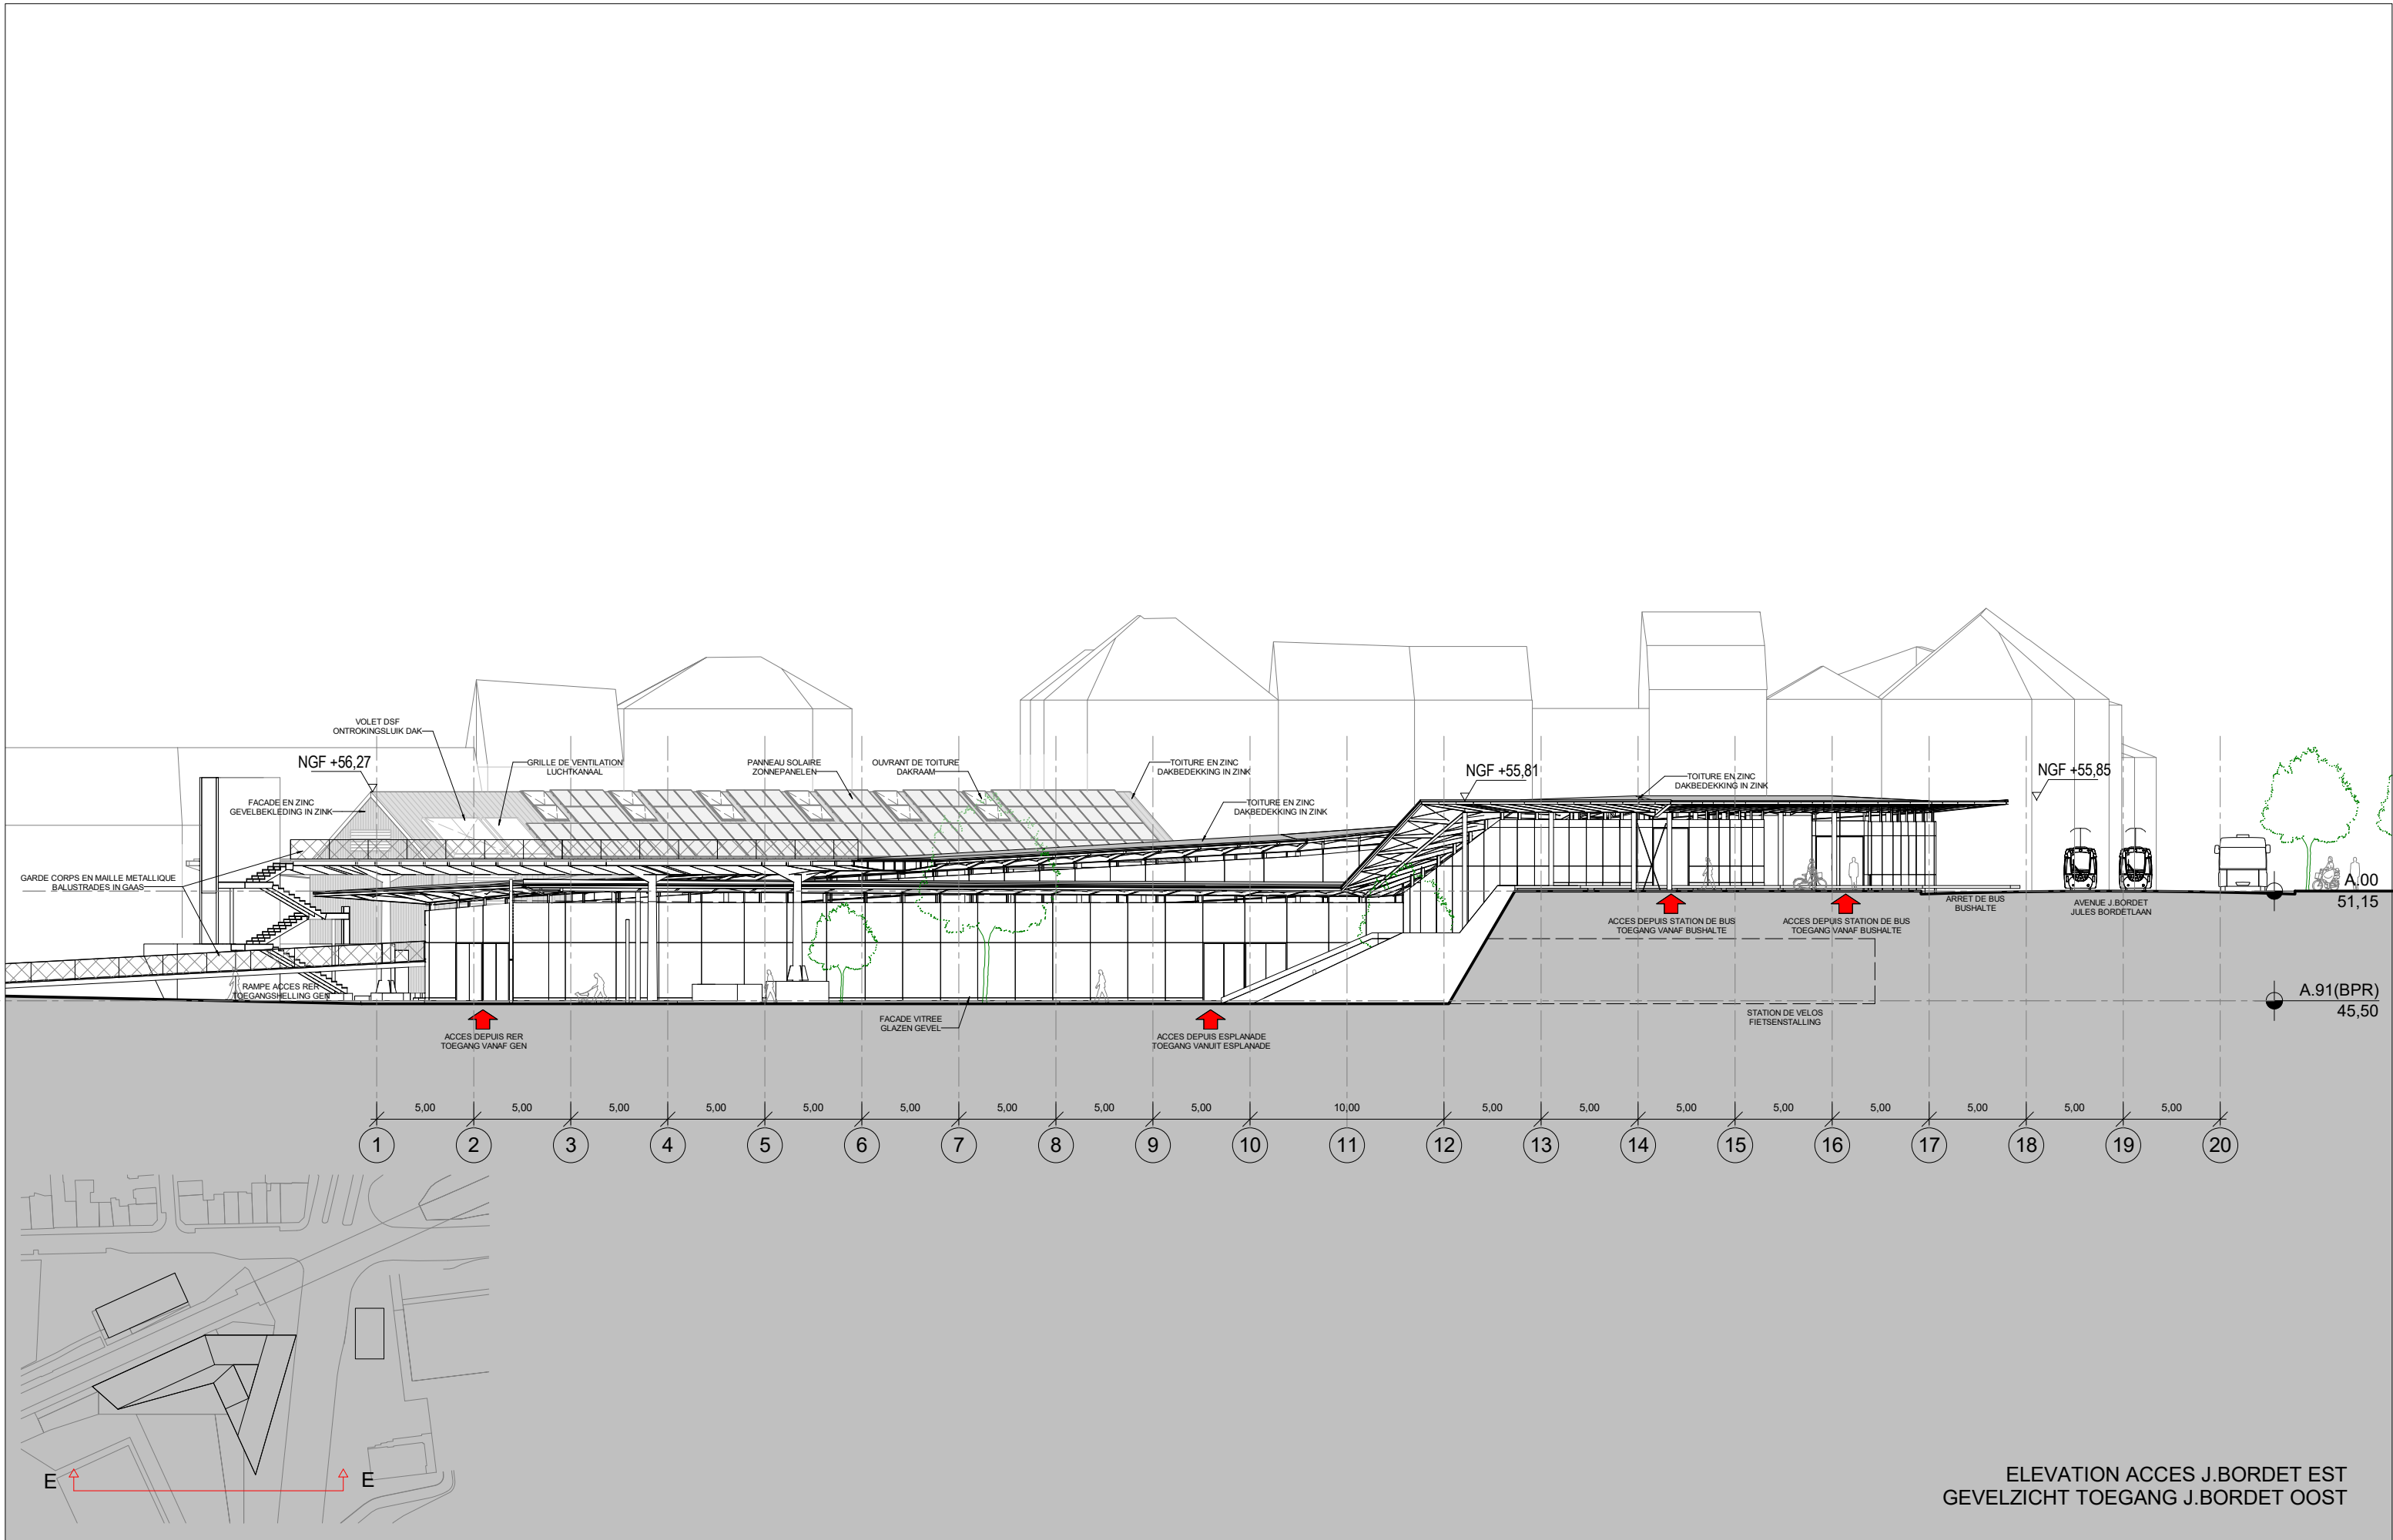 VOLET DSF
ONTROKINGSLUIK DAK
NGF +56,27
GRILLE DE VENTILATION
LUCHTKANAAL
PANNEAU SOLAIRE
ZONNEPANELEN
OUVRANT DE TOITURE
DAKRAAM
TOITURE EN ZINC
DAKBEDEKKING IN ZINK
NGF +55,81
TOITURE EN ZINC
DAKBEDEKKING IN ZINK
NGF +55,85
FACADE EN ZINC
GEVELBEKLEDING IN ZINK
TOITURE EN ZINC
DAKBEDEKKING IN ZINK
GARDE CORPS EN MAILLE METALLIQUE
BALUSTRADES IN GAAS
A.00
51,15
ARRET DE BUS
BUSHALTE
AVENUE J.BORDET
JULES BORDETLAAN
ACCES DEPUIS STATION DE BUS
TOEGANG VANAF BUSHALTE
ACCES DEPUIS STATION DE BUS
TOEGANG VANAF BUSHALTE
RAMPE ACCES RER
TOEGANGSHELLING GEN
A.91(BPR)
45,50
FACADE VITREE
GLAZEN GEVEL
STATION DE VELOS
FIETSENSTALLING
ACCES DEPUIS RER
TOEGANG VANAF GEN
ACCES DEPUIS ESPLANADE
TOEGANG VANUIT ESPLANADE
5,00 5,00 5,00 5,00 5,00 5,00 5,00 5,00 5,00 10,00 5,00 5,00 5,00 5,00 5,00 5,00 5,00 5,00
1 2 3 4 5 6 7 8 9 10 11 12 13 14 15 16 17 18 19 20
E E
ELEVATION ACCES J.BORDET EST
GEVELZICHT TOEGANG J.BORDET OOST